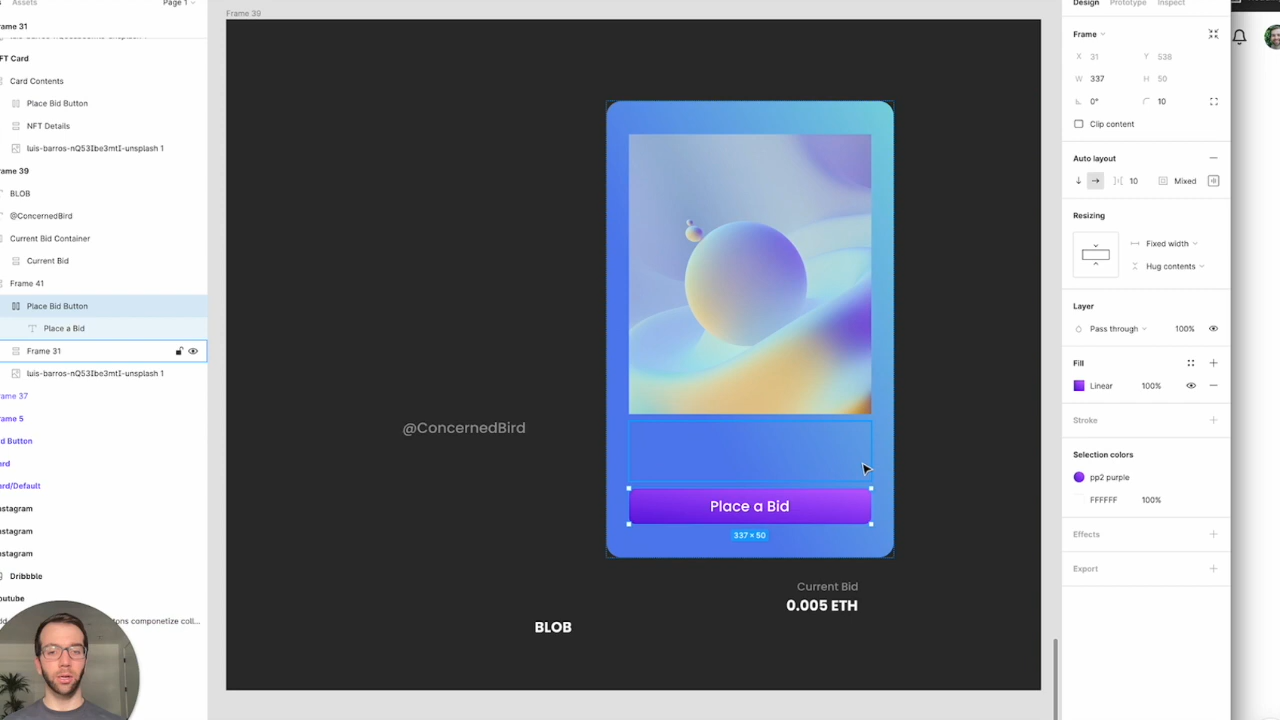 Assets
Page 1
rame 31
FT Card
Card Contents
Place Bid Button
NFT Details
luis-barros-nQ53Ibe3mtI-unsplash 1
rame 39
BLOB
@ConcernedBird
Current Bid Container
Current Bid
Frame 41
Place Bid Button
Place a Bid
Frame 31
luis-barros-nQ53Ibe3mtI-unsplash 1
rame 37
rame 5
d Button
ard
ard/Default
nstagram
nstagram
nstagram
Dribbble
outube
tons componetize coll...
Frame 39
@ConcernedBird
Place a Bid
337 × 50
Current Bid
0.005 ETH
BLOB
Design
Prototype
Inspect
Frame
X 31
Y 538
W 337
H 50
0°
10
Clip content
Auto layout
10
Mixed
Resizing
Fixed width
Hug contents
Layer
Pass through
100%
Fill
Linear
100%
Stroke
Selection colors
pp2 purple
FFFFFF
100%
Effects
Export